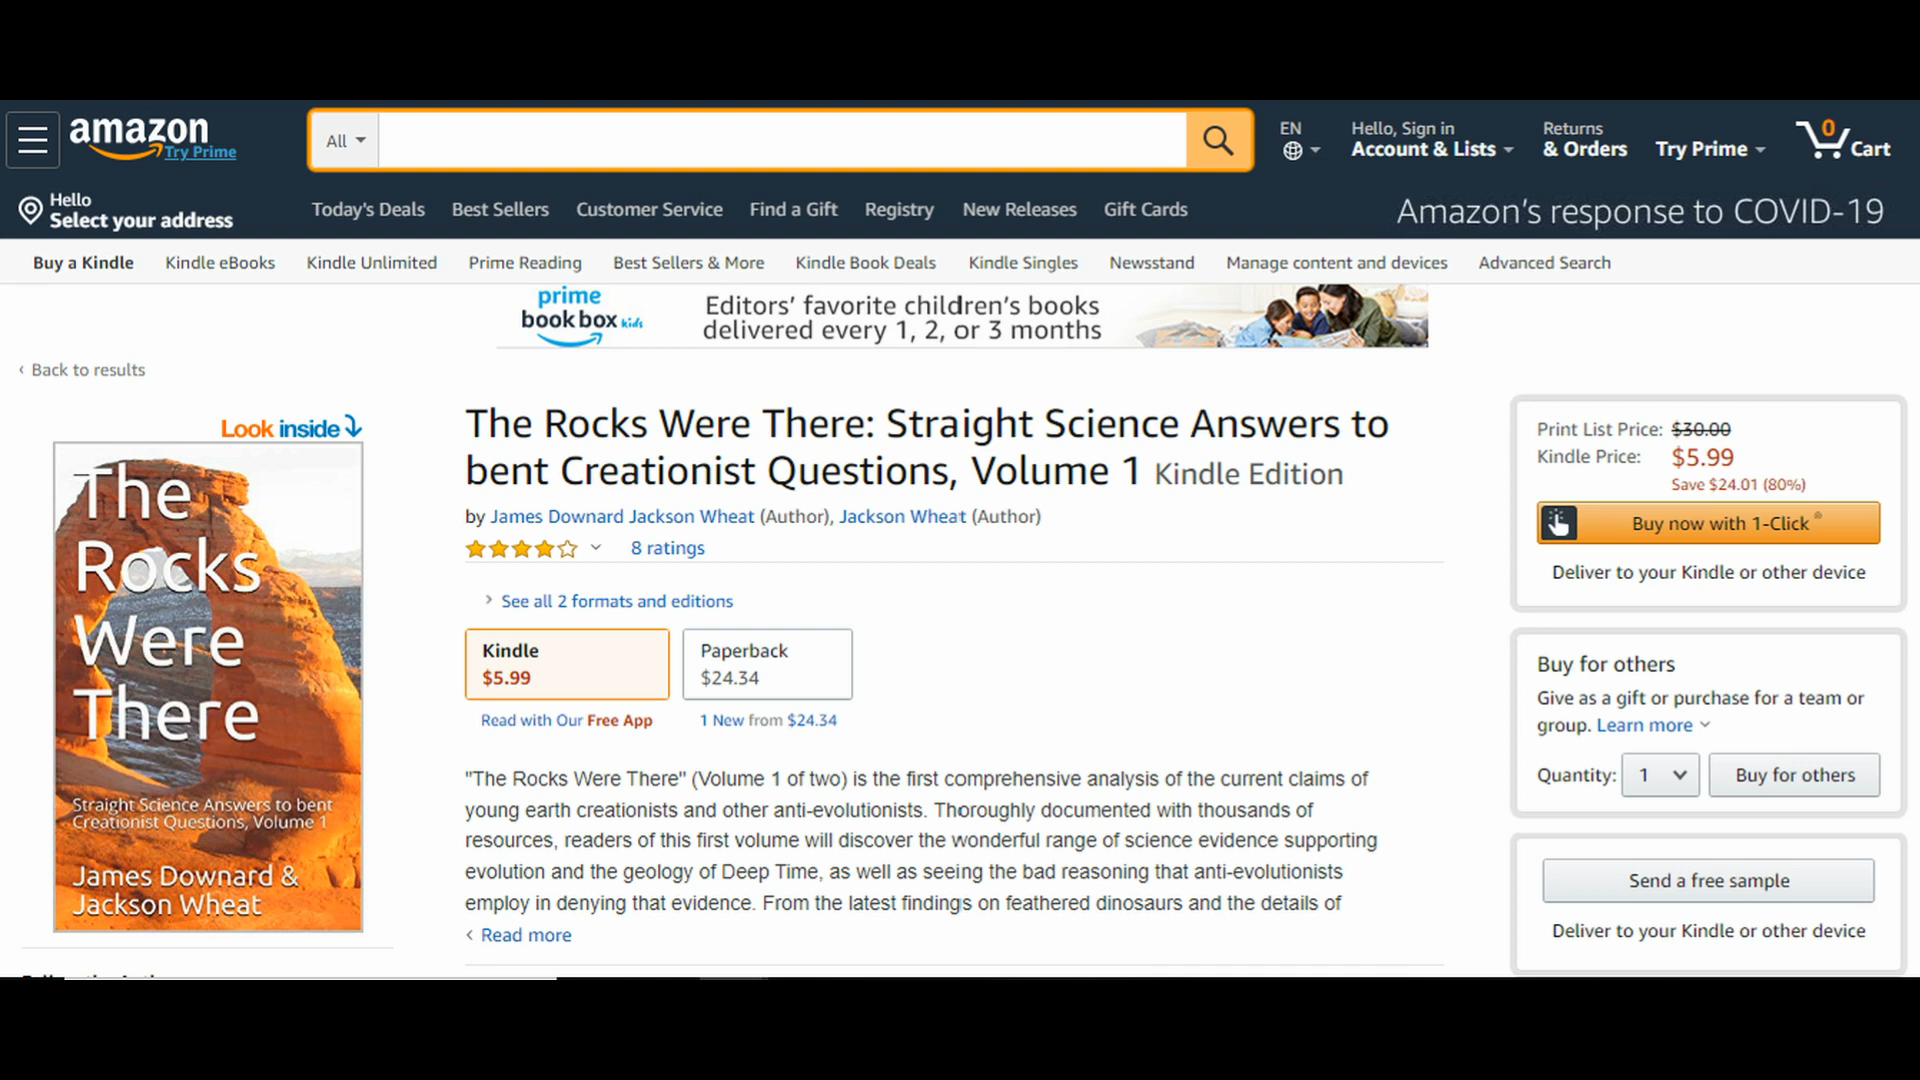 amazon
Try Prime
All
EN
Hello, Sign in
Account & Lists
Returns
& Orders
Try Prime
0
Cart
Hello
Select your address
Today's Deals
Best Sellers
Customer Service
Find a Gift
Registry
New Releases
Gift Cards
Amazon's response to COVID-19
Buy a Kindle
Kindle eBooks
Kindle Unlimited
Prime Reading
Best Sellers & More
Kindle Book Deals
Kindle Singles
Newsstand
Manage content and devices
Advanced Search
prime
book box kids
Editors' favorite children's books
delivered every 1, 2, or 3 months
‹ Back to results
Look inside
The
Rocks
Were
There
Straight Science Answers to bent
Creationist Questions, Volume 1
James Downard &
Jackson Wheat
The Rocks Were There: Straight Science Answers to
bent Creationist Questions, Volume 1 Kindle Edition
by James Downard Jackson Wheat (Author), Jackson Wheat (Author)
8 ratings
› See all 2 formats and editions
Kindle
$5.99
Read with Our Free App
Paperback
$24.34
1 New from $24.34
"The Rocks Were There" (Volume 1 of two) is the first comprehensive analysis of the current claims of
young earth creationists and other anti-evolutionists. Thoroughly documented with thousands of
resources, readers of this first volume will discover the wonderful range of science evidence supporting
evolution and the geology of Deep Time, as well as seeing the bad reasoning that anti-evolutionists
employ in denying that evidence. From the latest findings on feathered dinosaurs and the details of
‹ Read more
Print List Price: $30.00
Kindle Price: $5.99
Save $24.01 (80%)
Buy now with 1-Click ®
Deliver to your Kindle or other device
Buy for others
Give as a gift or purchase for a team or
group. Learn more
Quantity: 1
Buy for others
Send a free sample
Deliver to your Kindle or other device